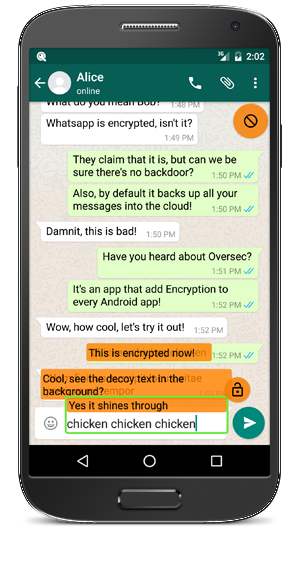 3G 2:02
Alice
online
What do you mean Bob? 1:48 PM
Whatsapp is encrypted, isn't it?
1:49 PM
They claim that it is, but can we be
sure there's no backdoor? 1:50 PM
Also, by default it backs up all your
messages into the cloud! 1:50 PM
Damnit, this is bad! 1:50 PM
Have you heard about Oversec?
1:51 PM
It's an app that add Encryption to
every Android app! 1:52 PM
Wow, how cool, let's try it out! 1:52 PM
This is encrypted now! 1:52 PM
Cool, see the decoy text in the
background?
Yes it shines through
chicken chicken chicken